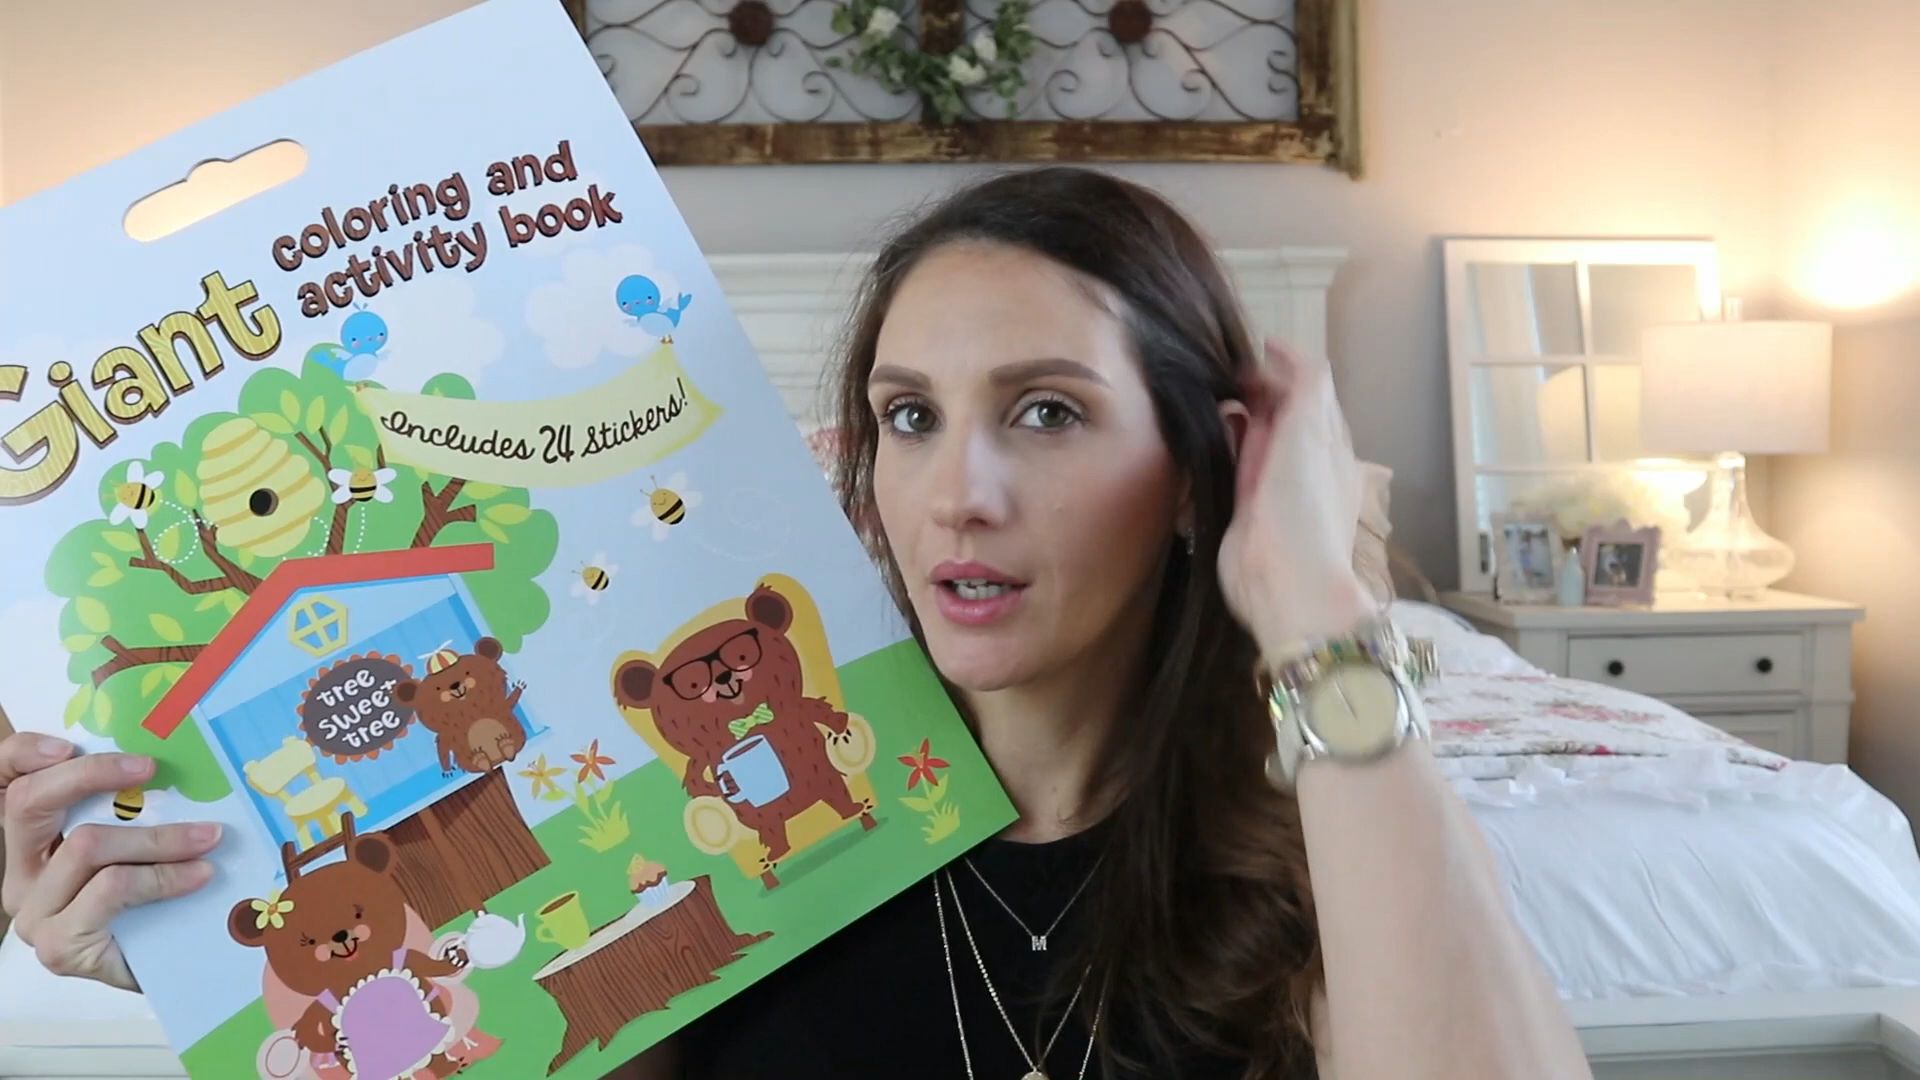 Giant
coloring and
activity book
Includes 24 Stickers!
tree
sweet
tree
M